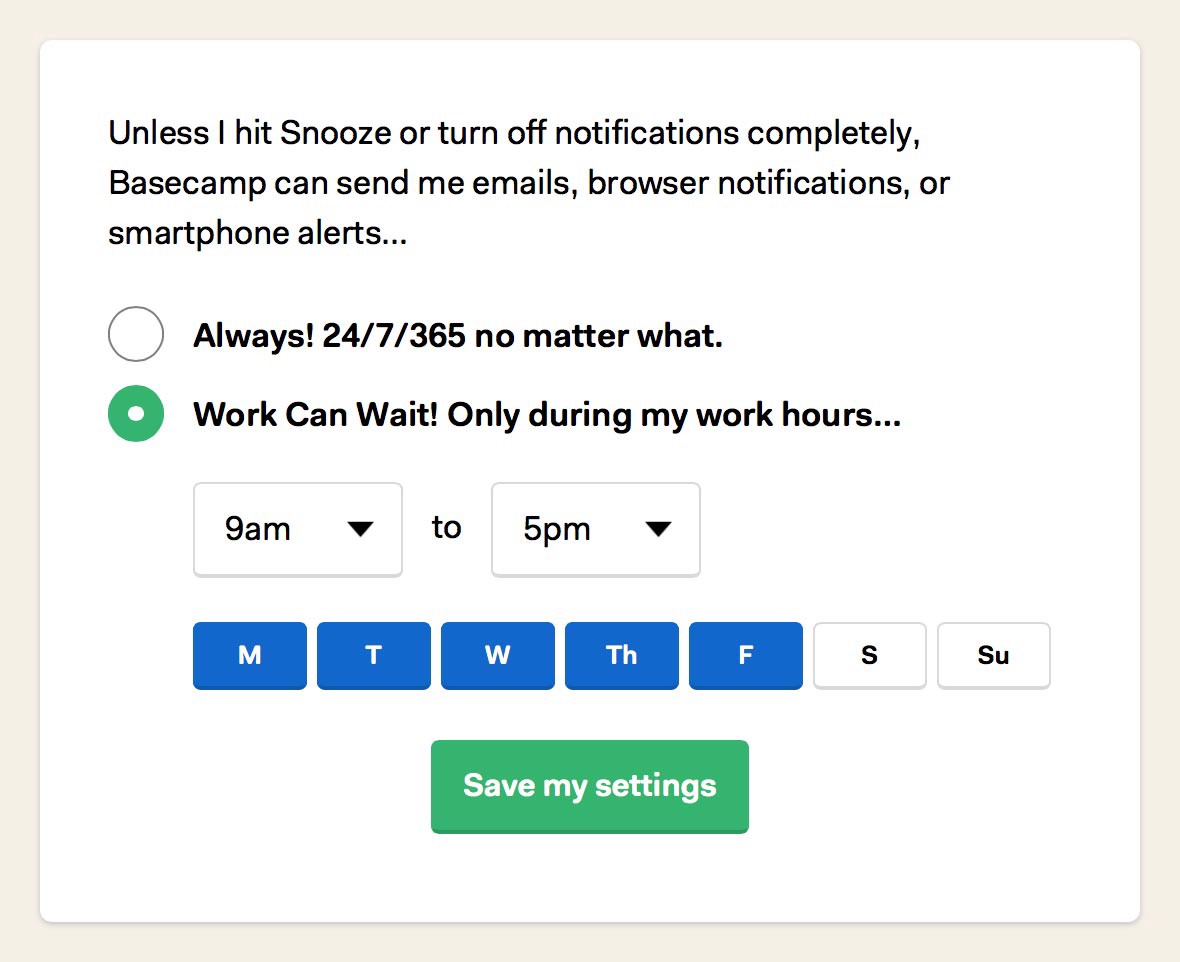 Unless I hit Snooze or turn off notifications completely,
Basecamp can send me emails, browser notifications, or
smartphone alerts...
Always! 24/7/365 no matter what.
Work Can Wait! Only during my work hours...
9am to 5pm
M T W Th F S Su
Save my settings